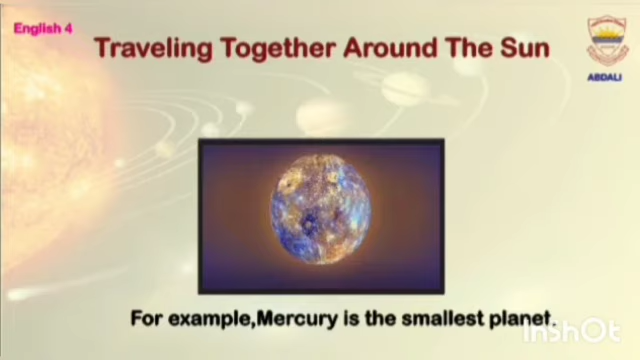 English 4
Traveling Together Around The Sun
ABDALI
For example,Mercury is the smallest planet.
InShOt